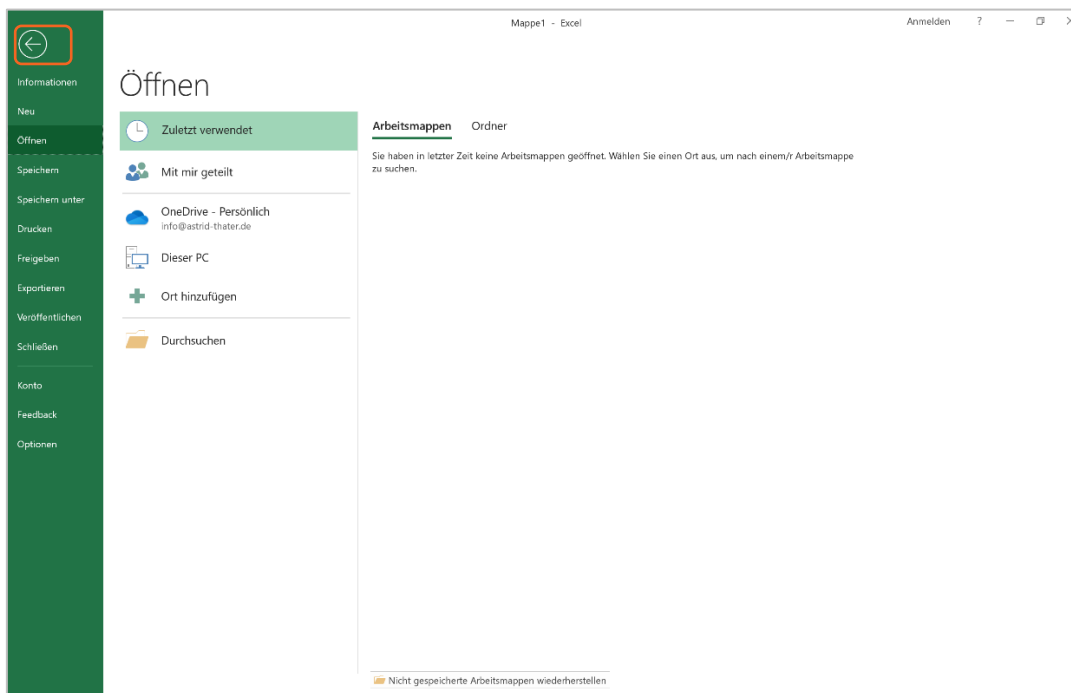 Mappe1 - Excel
Anmelden ?
Informationen
Neu
Öffnen
Speichern
Speichern unter
Drucken
Freigeben
Exportieren
Veröffentlichen
Schließen
Konto
Feedback
Optionen
Öffnen
Zuletzt verwendet
Mit mir geteilt
OneDrive - Persönlich
info@astrid-thater.de
Dieser PC
Ort hinzufügen
Durchsuchen
Arbeitsmappen Ordner
Sie haben in letzter Zeit keine Arbeitsmappen geöffnet. Wählen Sie einen Ort aus, um nach einem/r Arbeitsmappe
zu suchen.
Nicht gespeicherte Arbeitsmappen wiederherstellen